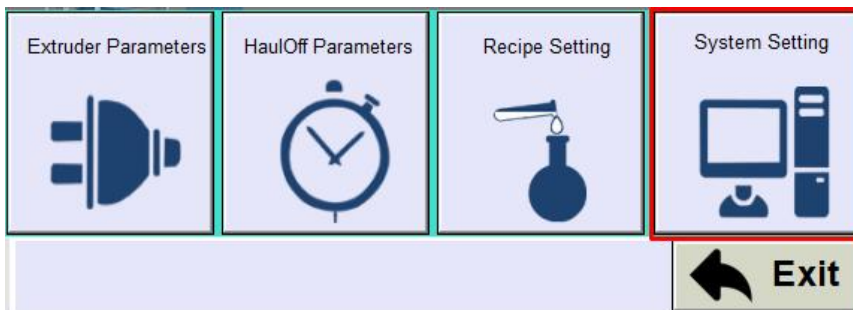 Extruder Parameters
HaulOff Parameters
Recipe Setting
System Setting
Exit